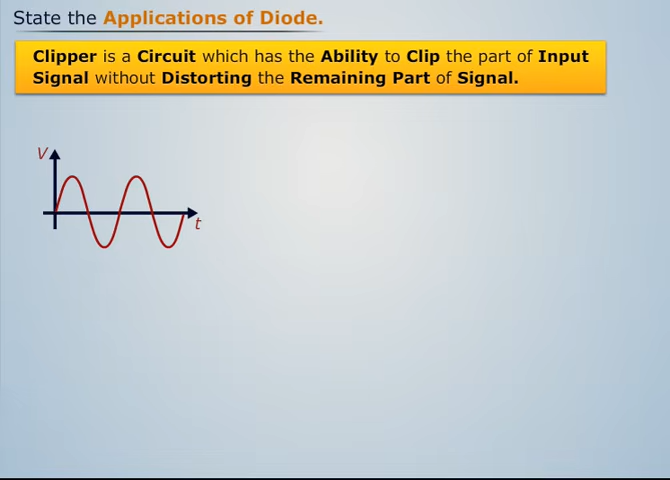 State the Applications of Diode.
Clipper is a Circuit which has the Ability to Clip the part of Input
Signal without Distorting the Remaining Part of Signal.
V
t